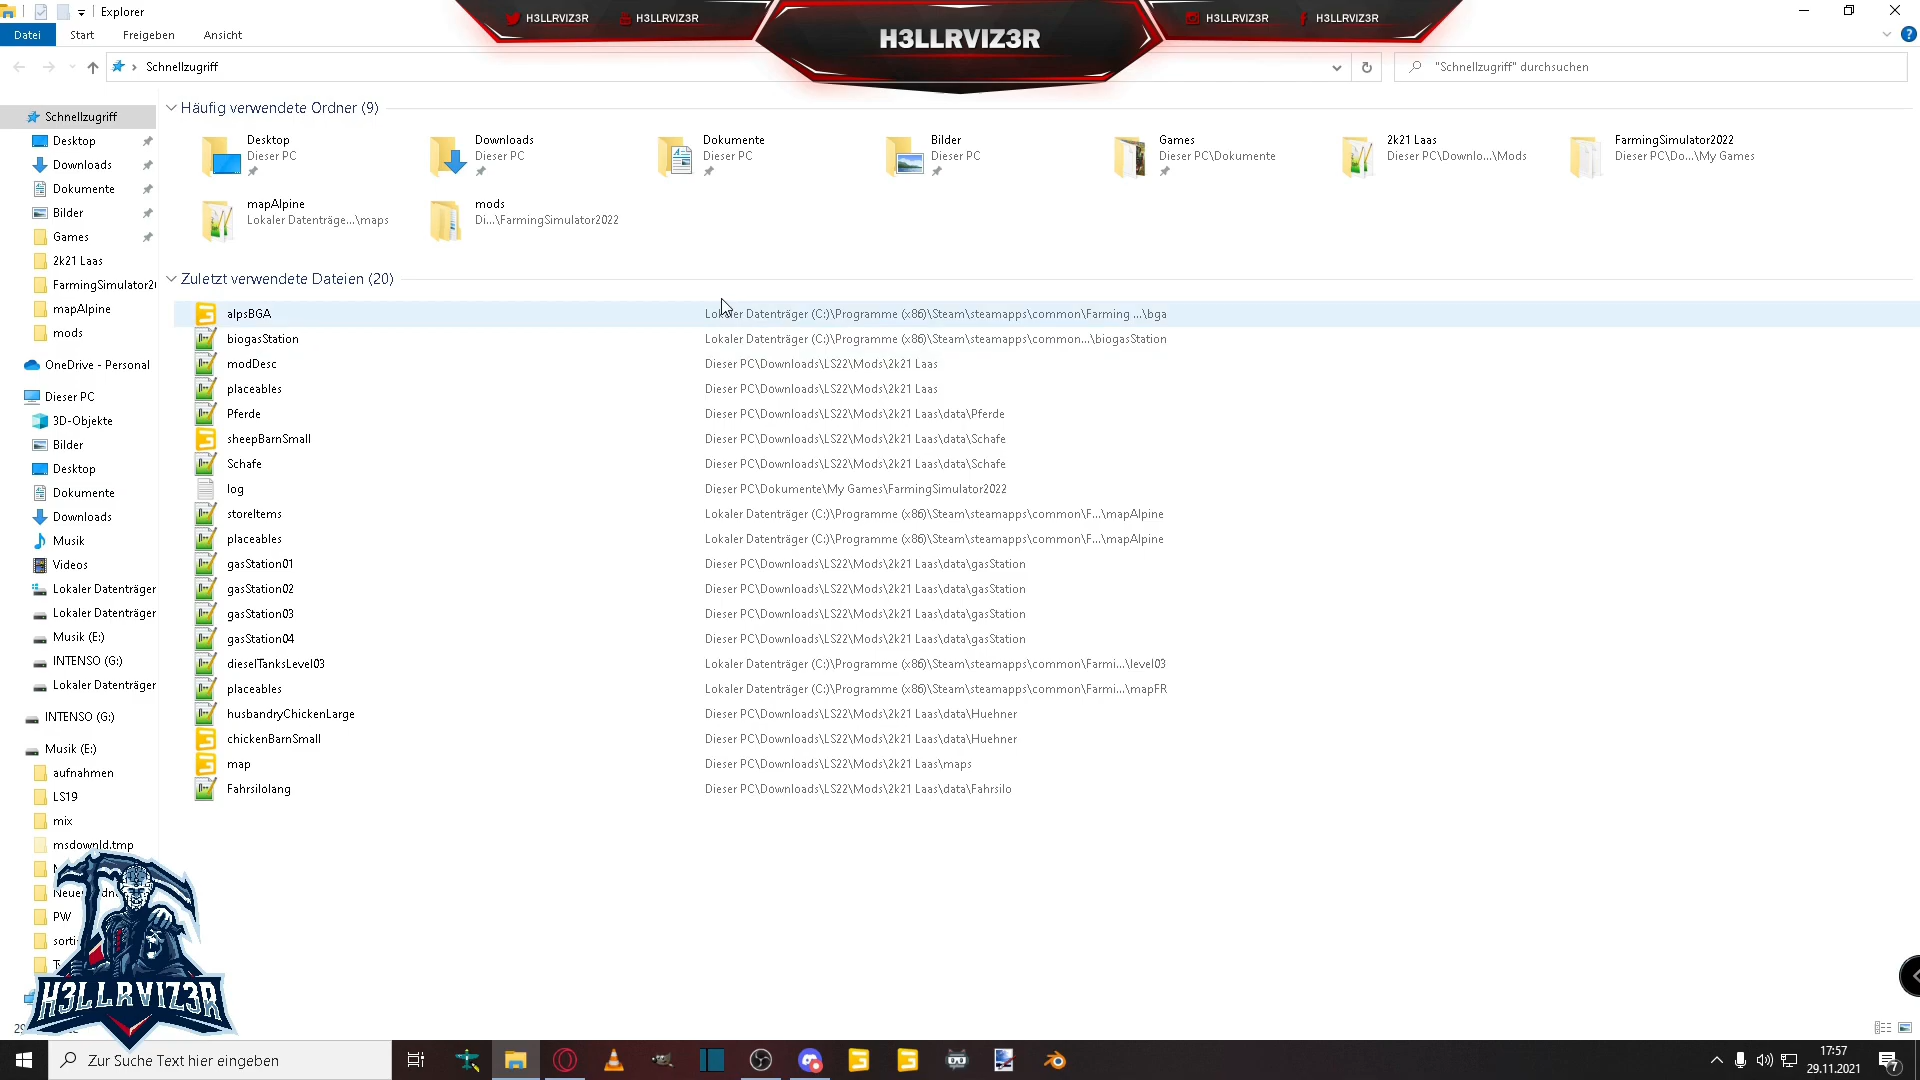 Explorer
H3LLRVIZ3R
H3LLRVIZ3R
H3LLRVIZ3R
H3LLRVIZ3R
H3LLRVIZ3R
Datei
Start
Freigeben
Ansicht
Schnellzugriff
"Schnellzugriff" durchsuchen
Schnellzugriff
Desktop
Downloads
Dokumente
Bilder
Games
2k21 Laas
FarmingSimulator20
mapAlpine
mods
OneDrive - Personal
Dieser PC
3D-Objekte
Bilder
Desktop
Dokumente
Downloads
Musik
Videos
Lokaler Datenträger
Lokaler Datenträger
Musik (E:)
INTENSO (G:)
Lokaler Datenträger
INTENSO (G:)
Musik (E:)
aufnahmen
LS19
mix
msdownld.tmp
PW
H3LLRVIZ3R
Häufig verwendete Ordner (9)
Desktop
Dieser PC
Downloads
Dieser PC
Dokumente
Dieser PC
Bilder
Dieser PC
Games
Dieser PC\Dokumente
2k21 Laas
Dieser PC\Downlo...\Mods
FarmingSimulator2022
Dieser PC\Do...\My Games
mapAlpine
Lokaler Datenträge...\maps
mods
Di...\FarmingSimulator2022
Zuletzt verwendete Dateien (20)
alpsBGA Lokaler Datenträger (C:)\Programme (x86)\Steam\steamapps\common\Farming ...\bga
biogasStation Lokaler Datenträger (C:)\Programme (x86)\Steam\steamapps\common...\biogasStation
modDesc Dieser PC\Downloads\LS22\Mods\2k21 Laas
placeables Dieser PC\Downloads\LS22\Mods\2k21 Laas
Pferde Dieser PC\Downloads\LS22\Mods\2k21 Laas\data\Pferde
sheepBarnSmall Dieser PC\Downloads\LS22\Mods\2k21 Laas\data\Schafe
Schafe Dieser PC\Downloads\LS22\Mods\2k21 Laas\data\Schafe
log Dieser PC\Dokumente\My Games\FarmingSimulator2022
storeItems Lokaler Datenträger (C:)\Programme (x86)\Steam\steamapps\common\F...\mapAlpine
placeables Lokaler Datenträger (C:)\Programme (x86)\Steam\steamapps\common\F...\mapAlpine
gasStation01 Dieser PC\Downloads\LS22\Mods\2k21 Laas\data\gasStation
gasStation02 Dieser PC\Downloads\LS22\Mods\2k21 Laas\data\gasStation
gasStation03 Dieser PC\Downloads\LS22\Mods\2k21 Laas\data\gasStation
gasStation04 Dieser PC\Downloads\LS22\Mods\2k21 Laas\data\gasStation
dieselTanksLevel03 Lokaler Datenträger (C:)\Programme (x86)\Steam\steamapps\common\Farmi...\level03
placeables Lokaler Datenträger (C:)\Programme (x86)\Steam\steamapps\common\Farmi...\mapFR
husbandryChickenLarge Dieser PC\Downloads\LS22\Mods\2k21 Laas\data\Huehner
chickenBarnSmall Dieser PC\Downloads\LS22\Mods\2k21 Laas\data\Huehner
map Dieser PC\Downloads\LS22\Mods\2k21 Laas\maps
Fahrsilolang Dieser PC\Downloads\LS22\Mods\2k21 Laas\data\Fahrsilo
Zur Suche Text hier eingeben
17:57
29.11.2021
7